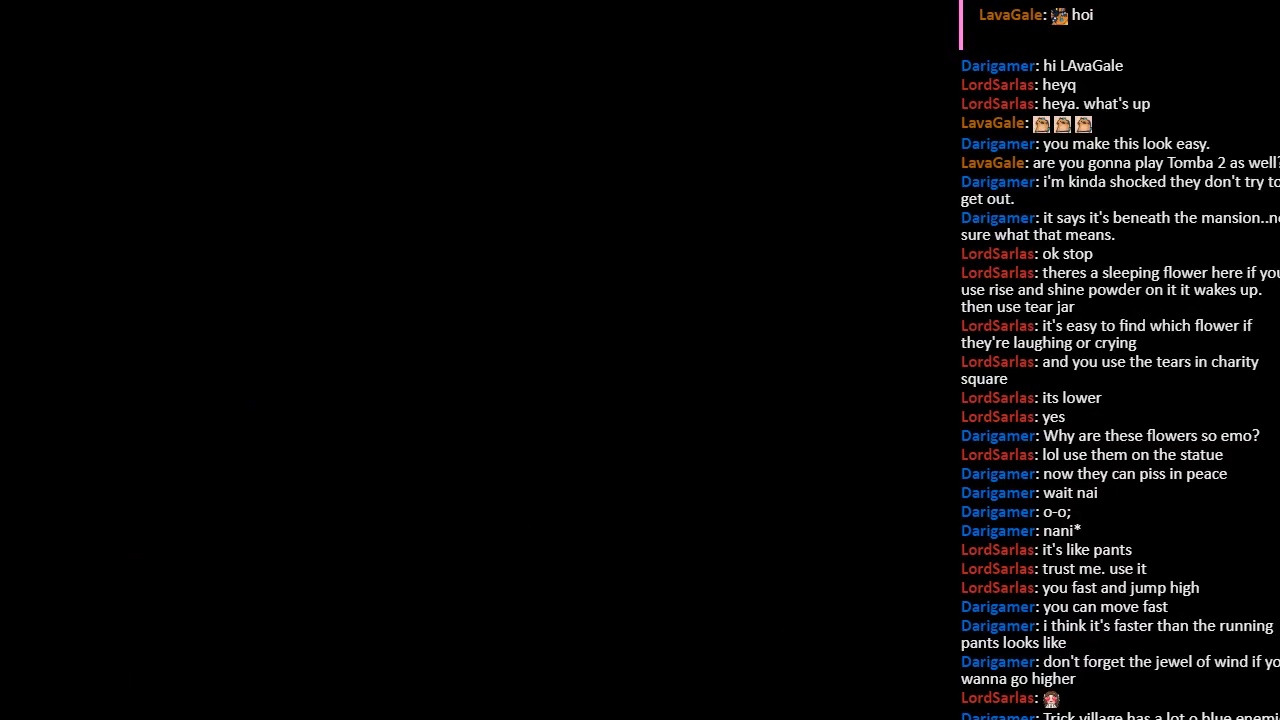 LavaGale: hoi
Darigamer: hi LAvaGale
LordSarlas: heyq
LordSarlas: heya. what's up
LavaGale:
Darigamer: you make this look easy.
LavaGale: are you gonna play Tomba 2 as well?
Darigamer: i'm kinda shocked they don't try to
get out.
Darigamer: it says it's beneath the mansion..
sure what that means.
LordSarlas: ok stop
LordSarlas: theres a sleeping flower here if you
use rise and shine powder on it it wakes up.
then use tear jar
LordSarlas: it's easy to find which flower if
they're laughing or crying
LordSarlas: and you use the tears in charity
square
LordSarlas: its lower
LordSarlas: yes
Darigamer: Why are these flowers so emo?
LordSarlas: lol use them on the statue
Darigamer: now they can piss in peace
Darigamer: wait nai
Darigamer: o-o;
Darigamer: nani*
LordSarlas: it's like pants
LordSarlas: trust me. use it
LordSarlas: you fast and jump high
Darigamer: you can move fast
Darigamer: i think it's faster than the running
pants looks like
Darigamer: don't forget the jewel of wind if
wanna go higher
LordSarlas:
Darigamer: Trick village has a lot o blue